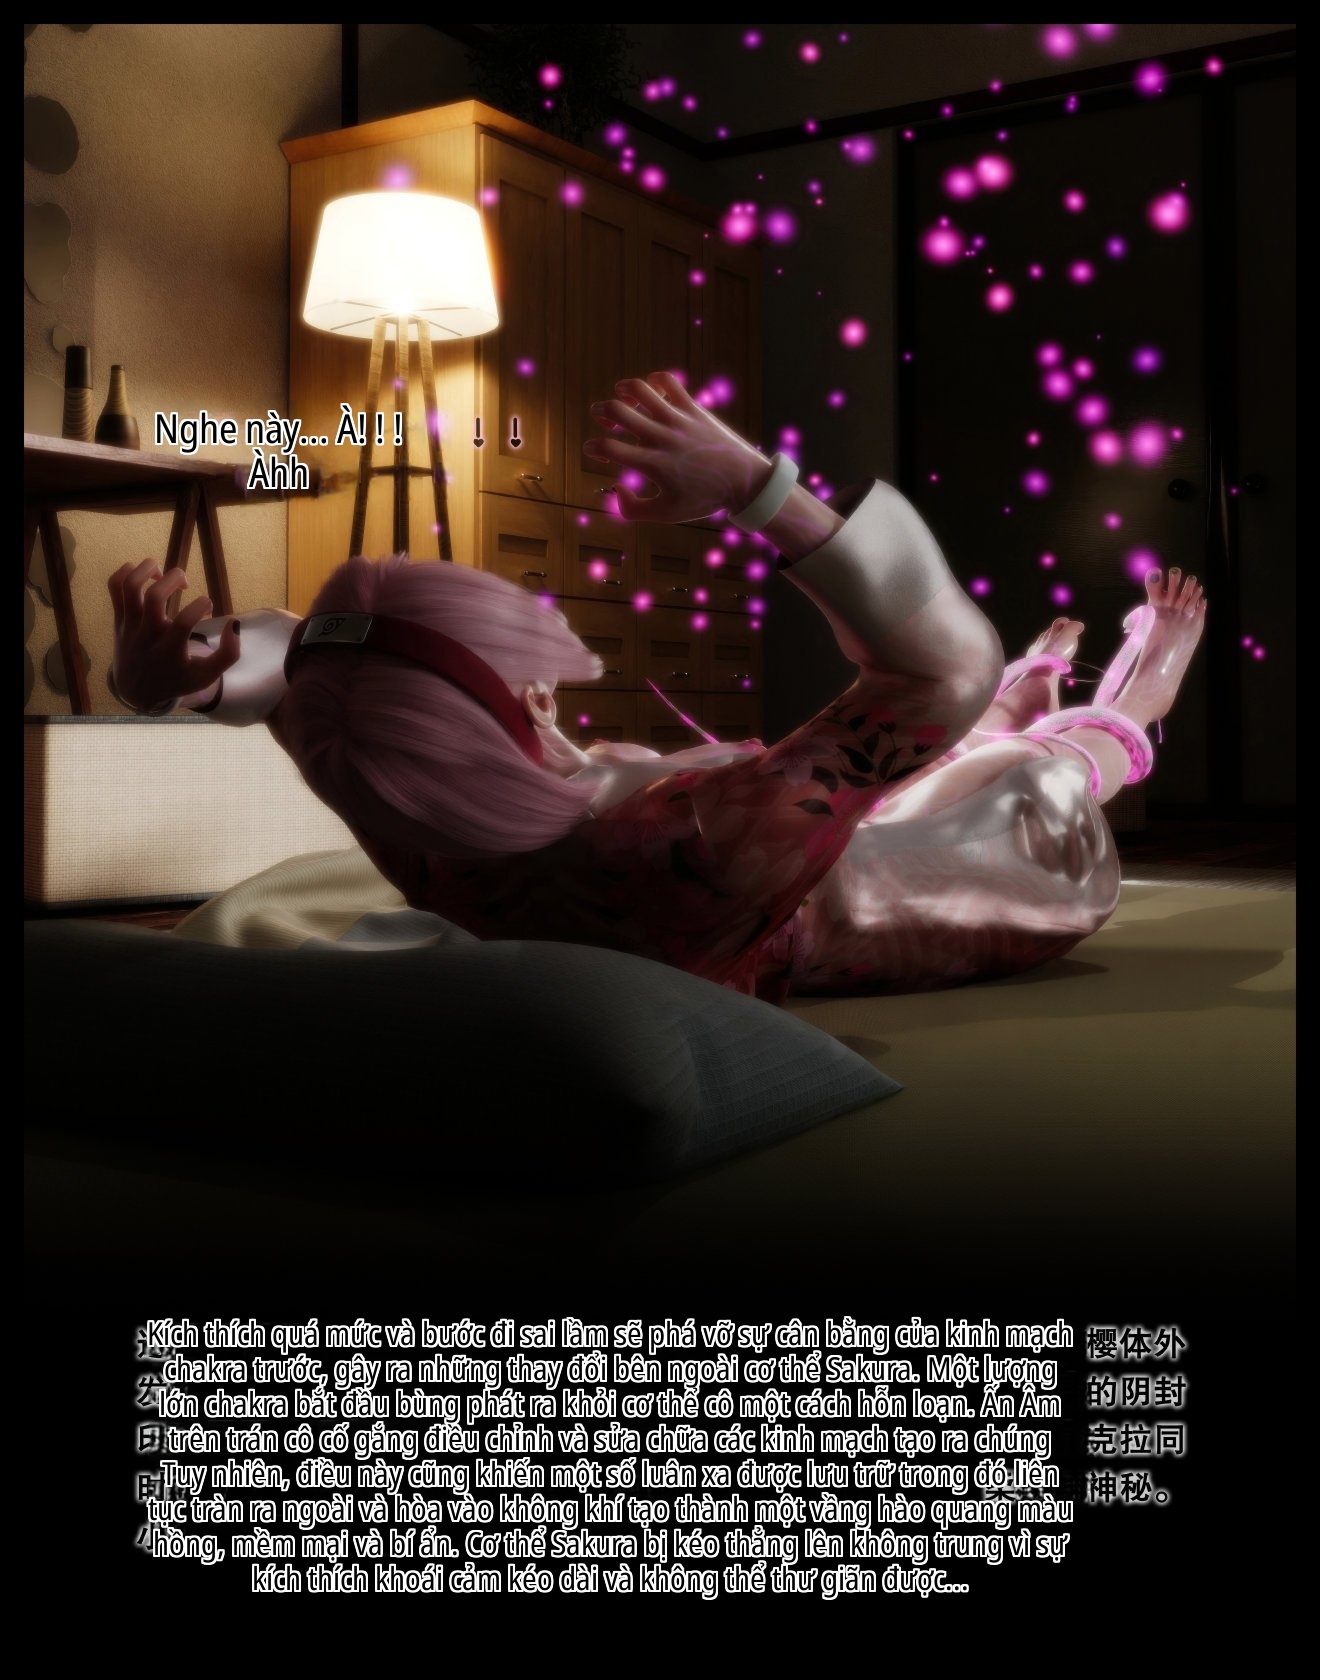 Nghe này... À! ! !
Àhh
Kích thích quá mức và bước đi sai lầm sẽ phá vỡ sự cân bằng của kinh mạch
chakra trước, gây ra những thay đổi bên ngoài cơ thể Sakura. Một lượng
lớn chakra bắt đầu bùng phát ra khỏi cơ thể cô một cách hỗn loạn. Ấn Âm
trên trán cô cố gắng điều chỉnh và sửa chữa các kinh mạch tạo ra chúng
Tuy nhiên, điều này cũng khiến một số luân xa được lưu trữ trong đó liên
tục tràn ra ngoài và hòa vào không khí tạo thành một vầng hào quang màu
hồng, mềm mại và bí ẩn. Cơ thể Sakura bị kéo thẳng lên không trung vì sự
kích thích khoái cảm kéo dài và không thể thư giãn được...
樱体外
的阴封
克拉同
神秘。